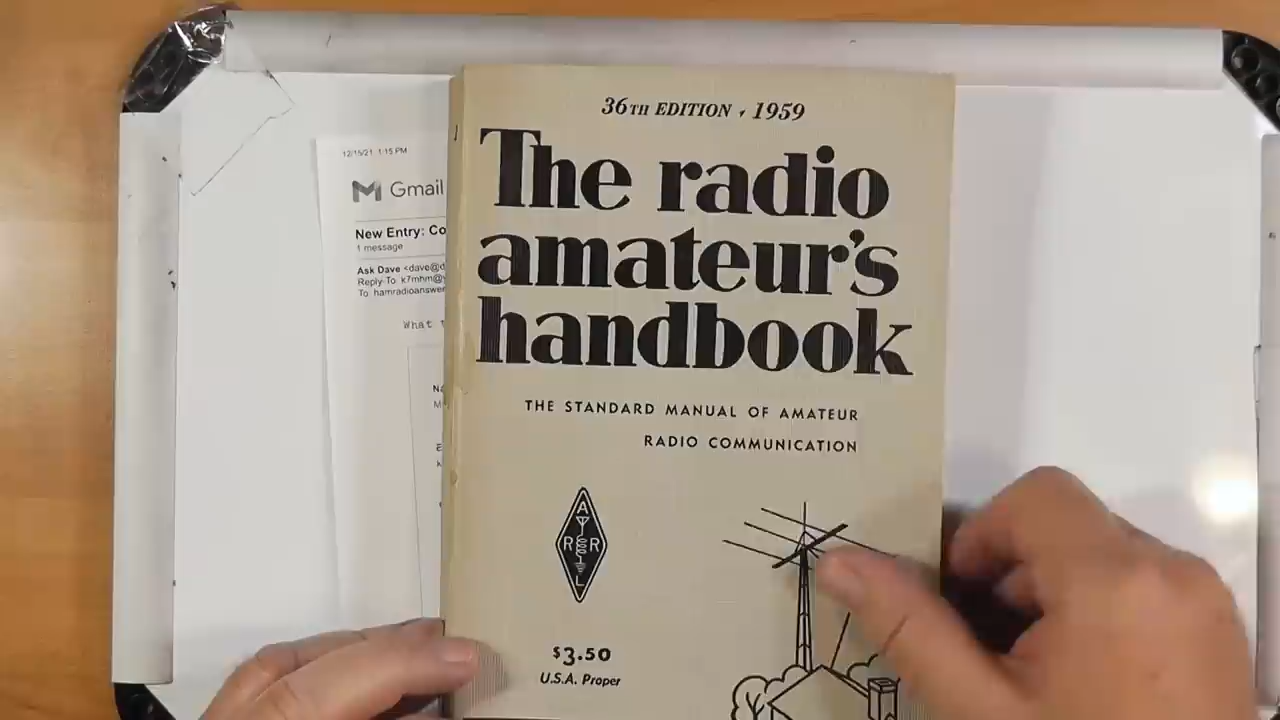 12/15/21, 1:15 PM
Gmail
New Entry: Co
1 message
Ask Dave <dave@d
Reply-To: k7mhm@
To: hamradioanswe
What
36TH EDITION 1959
The radio
amateur's
handbook
THE STANDARD MANUAL OF AMATEUR
RADIO COMMUNICATION
A
R R
L
$3.50
U.S.A. Proper